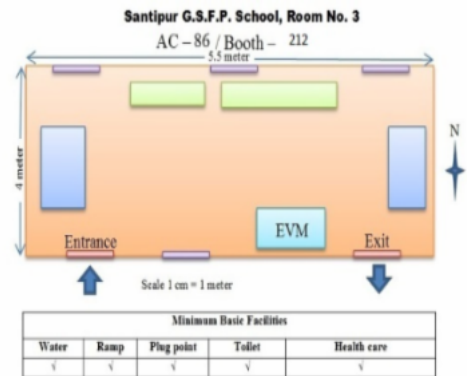 Santipur G.S.F.P. School, Room No. 3
AC – 86 / Booth – 212
5.5 meter
4 meter
N
EVM
Entrance
Exit
Scale 1 cm = 1 meter
Minimum Basic Facilities
Water Ramp Plug point Toilet Health care
√ √ √ √ √